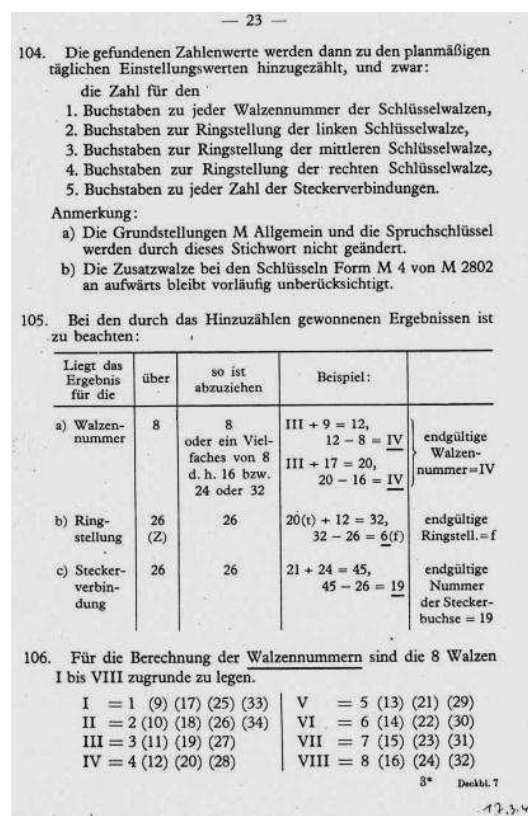 — 23 —
104. Die gefundenen Zahlenwerte werden dann zu den planmäßigen
täglichen Einstellungswerten hinzugezählt, und zwar:
die Zahl für den
1. Buchstaben zu jeder Walzennummer der Schlüsselwalzen,
2. Buchstaben zur Ringstellung der linken Schlüsselwalze,
3. Buchstaben zur Ringstellung der mittleren Schlüsselwalze,
4. Buchstaben zur Ringstellung der rechten Schlüsselwalze,
5. Buchstaben zu jeder Zahl der Steckerverbindungen.
Anmerkung:
a) Die Grundstellungen M Allgemein und die Spruchschlüssel
werden durch dieses Stichwort nicht geändert.
b) Die Zusatzwalze bei den Schlüsseln Form M 4 von M 2802
an aufwärts bleibt vorläufig unberücksichtigt.
105. Bei den durch das Hinzuzählen gewonnenen Ergebnissen ist
zu beachten:
Liegt das
Ergebnis
für die
über
so ist
abzuziehen
Beispiel:
a) Walzen-
nummer
8
8
oder ein Viel-
faches von 8
d. h. 16 bzw.
24 oder 32
III + 9 = 12,
12 − 8 = IV
III + 17 = 20,
20 − 16 = IV
endgültige
Walzen-
nummer=IV
b) Ring-
stellung
26
(Z)
26
20(t) + 12 = 32,
32 − 26 = 6(f)
endgültige
Ringstell.=f
c) Stecker-
verbin-
dung
26
26
21 + 24 = 45,
45 − 26 = 19
endgültige
Nummer
der Stecker-
buchse = 19
106. Für die Berechnung der Walzennummern sind die 8 Walzen
I bis VIII zugrunde zu legen.
I = 1 (9) (17) (25) (33)
II = 2 (10) (18) (26) (34)
III = 3 (11) (19) (27)
IV = 4 (12) (20) (28)
V = 5 (13) (21) (29)
VI = 6 (14) (22) (30)
VII = 7 (15) (23) (31)
VIII = 8 (16) (24) (32)
3* Deckbl. 7